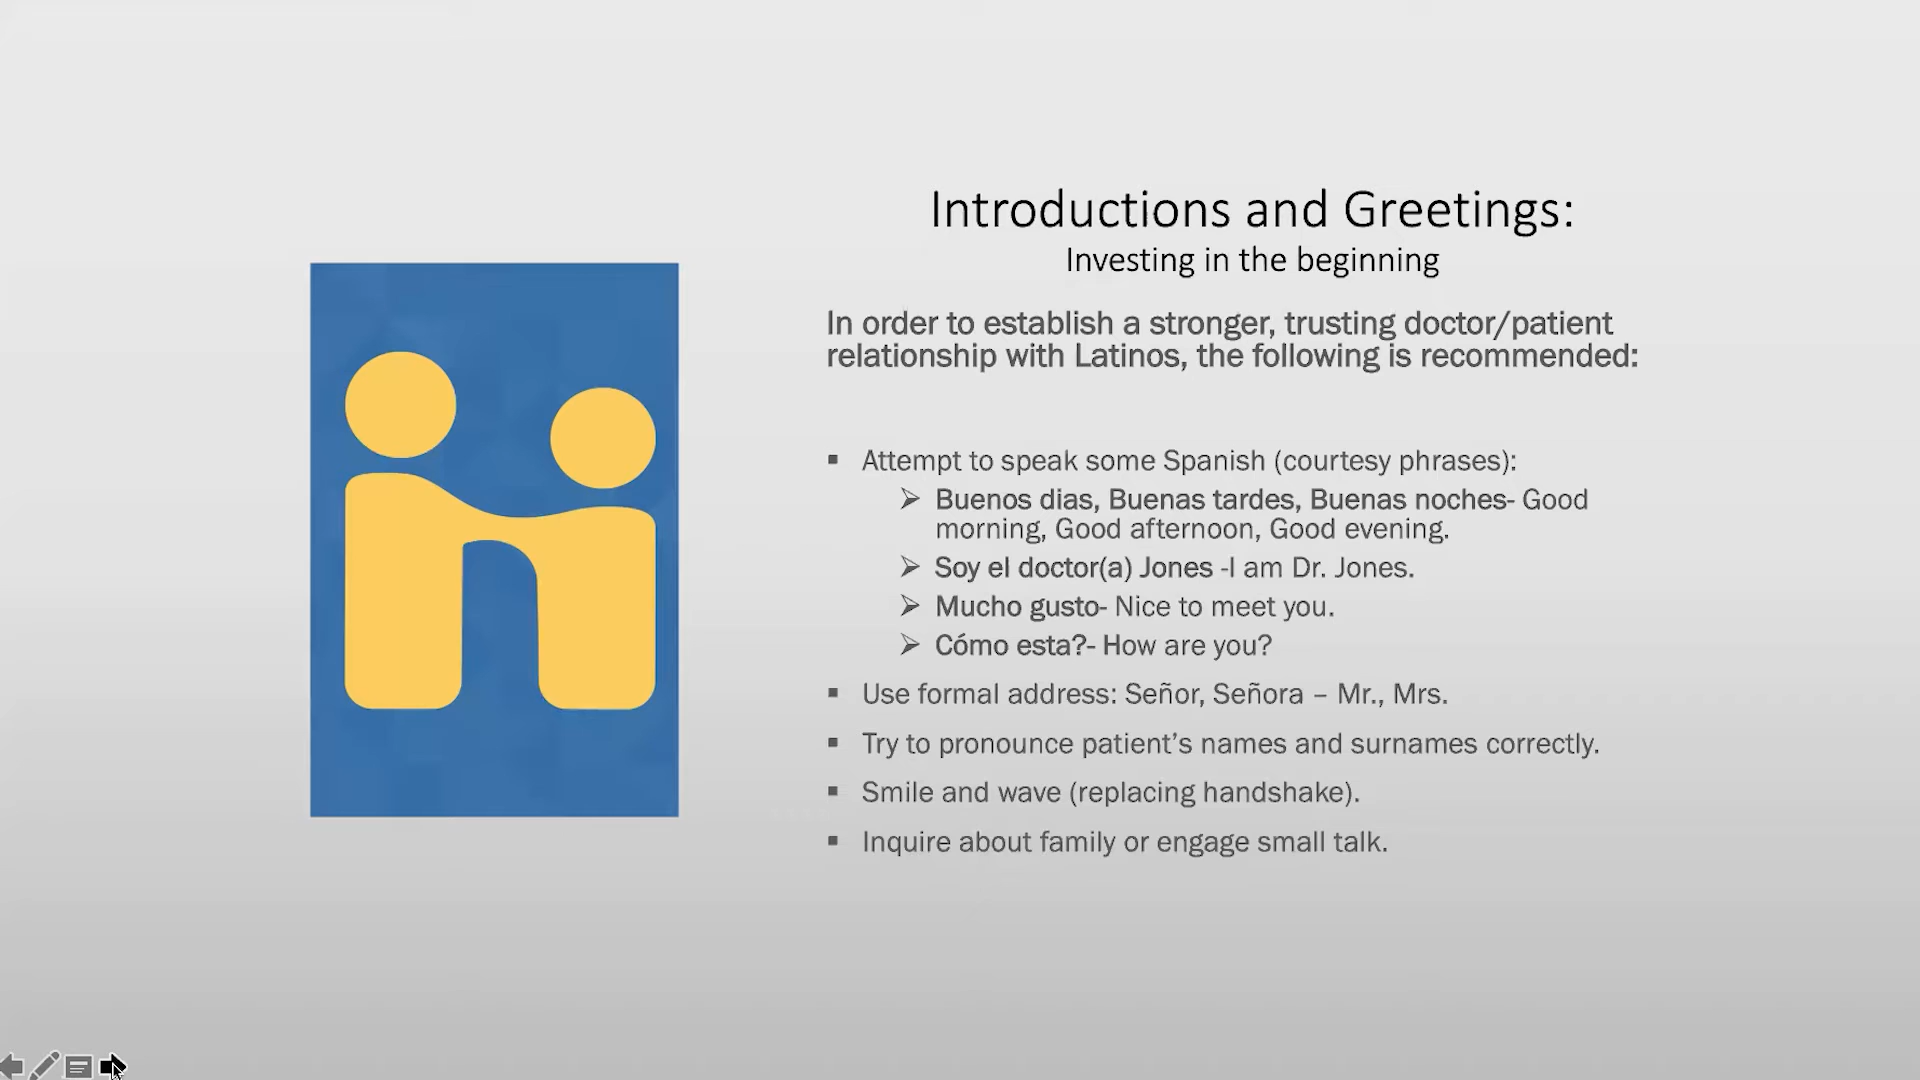 Introductions and Greetings:
Investing in the beginning
In order to establish a stronger, trusting doctor/patient
relationship with Latinos, the following is recommended:
▪ Attempt to speak some Spanish (courtesy phrases):
➢ Buenos dias, Buenas tardes, Buenas noches- Good
morning, Good afternoon, Good evening.
➢ Soy el doctor(a) Jones -I am Dr. Jones.
➢ Mucho gusto- Nice to meet you.
➢ Cómo esta?- How are you?
▪ Use formal address: Señor, Señora – Mr., Mrs.
▪ Try to pronounce patient’s names and surnames correctly.
▪ Smile and wave (replacing handshake).
▪ Inquire about family or engage small talk.